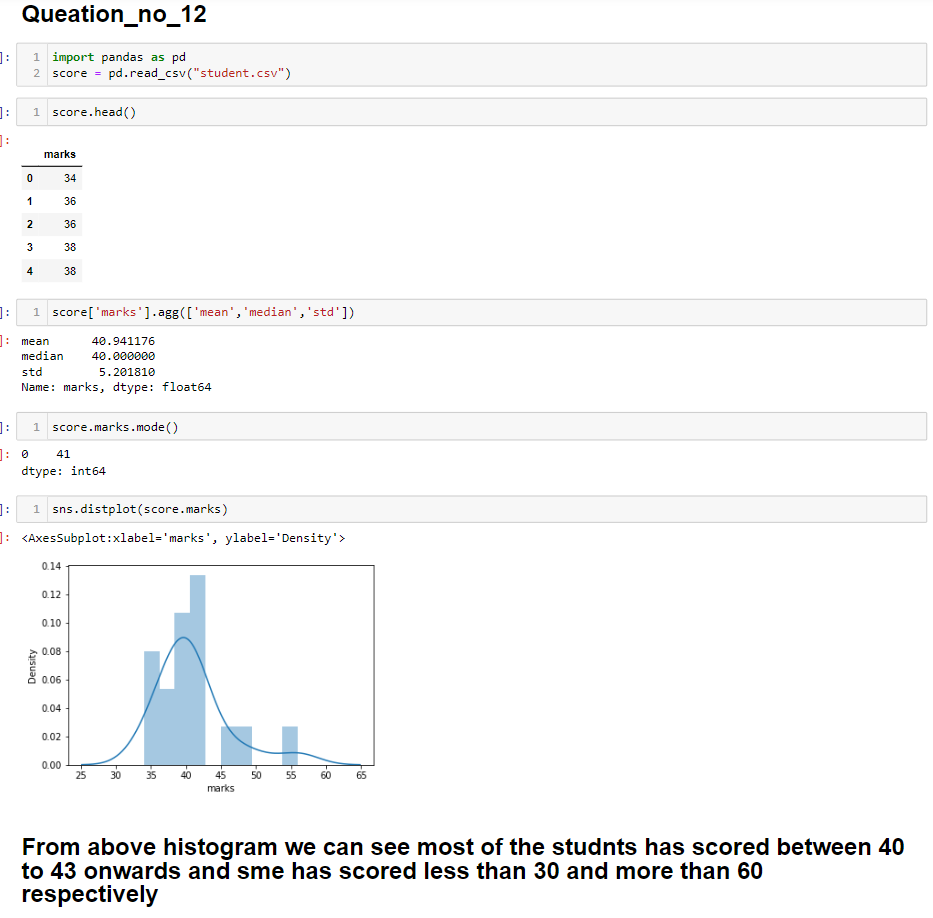 Queation_no_12
]: 1 import pandas as pd
2 score = pd.read_csv("student.csv")
]: 1 score.head()
]:
marks
0 34
1 36
2 36
3 38
4 38
]: 1 score['marks'].agg(['mean','median','std'])
]: mean 40.941176
median 40.000000
std 5.201810
Name: marks, dtype: float64
]: 1 score.marks.mode()
]: 0 41
dtype: int64
]: 1 sns.distplot(score.marks)
]: <AxesSubplot:xlabel='marks', ylabel='Density'>
0.14
0.12
0.10
0.08
0.06
0.04
0.02
0.00
Density
25 30 35 40 45 50 55 60 65
marks
From above histogram we can see most of the studnts has scored between 40
to 43 onwards and sme has scored less than 30 and more than 60
respectively